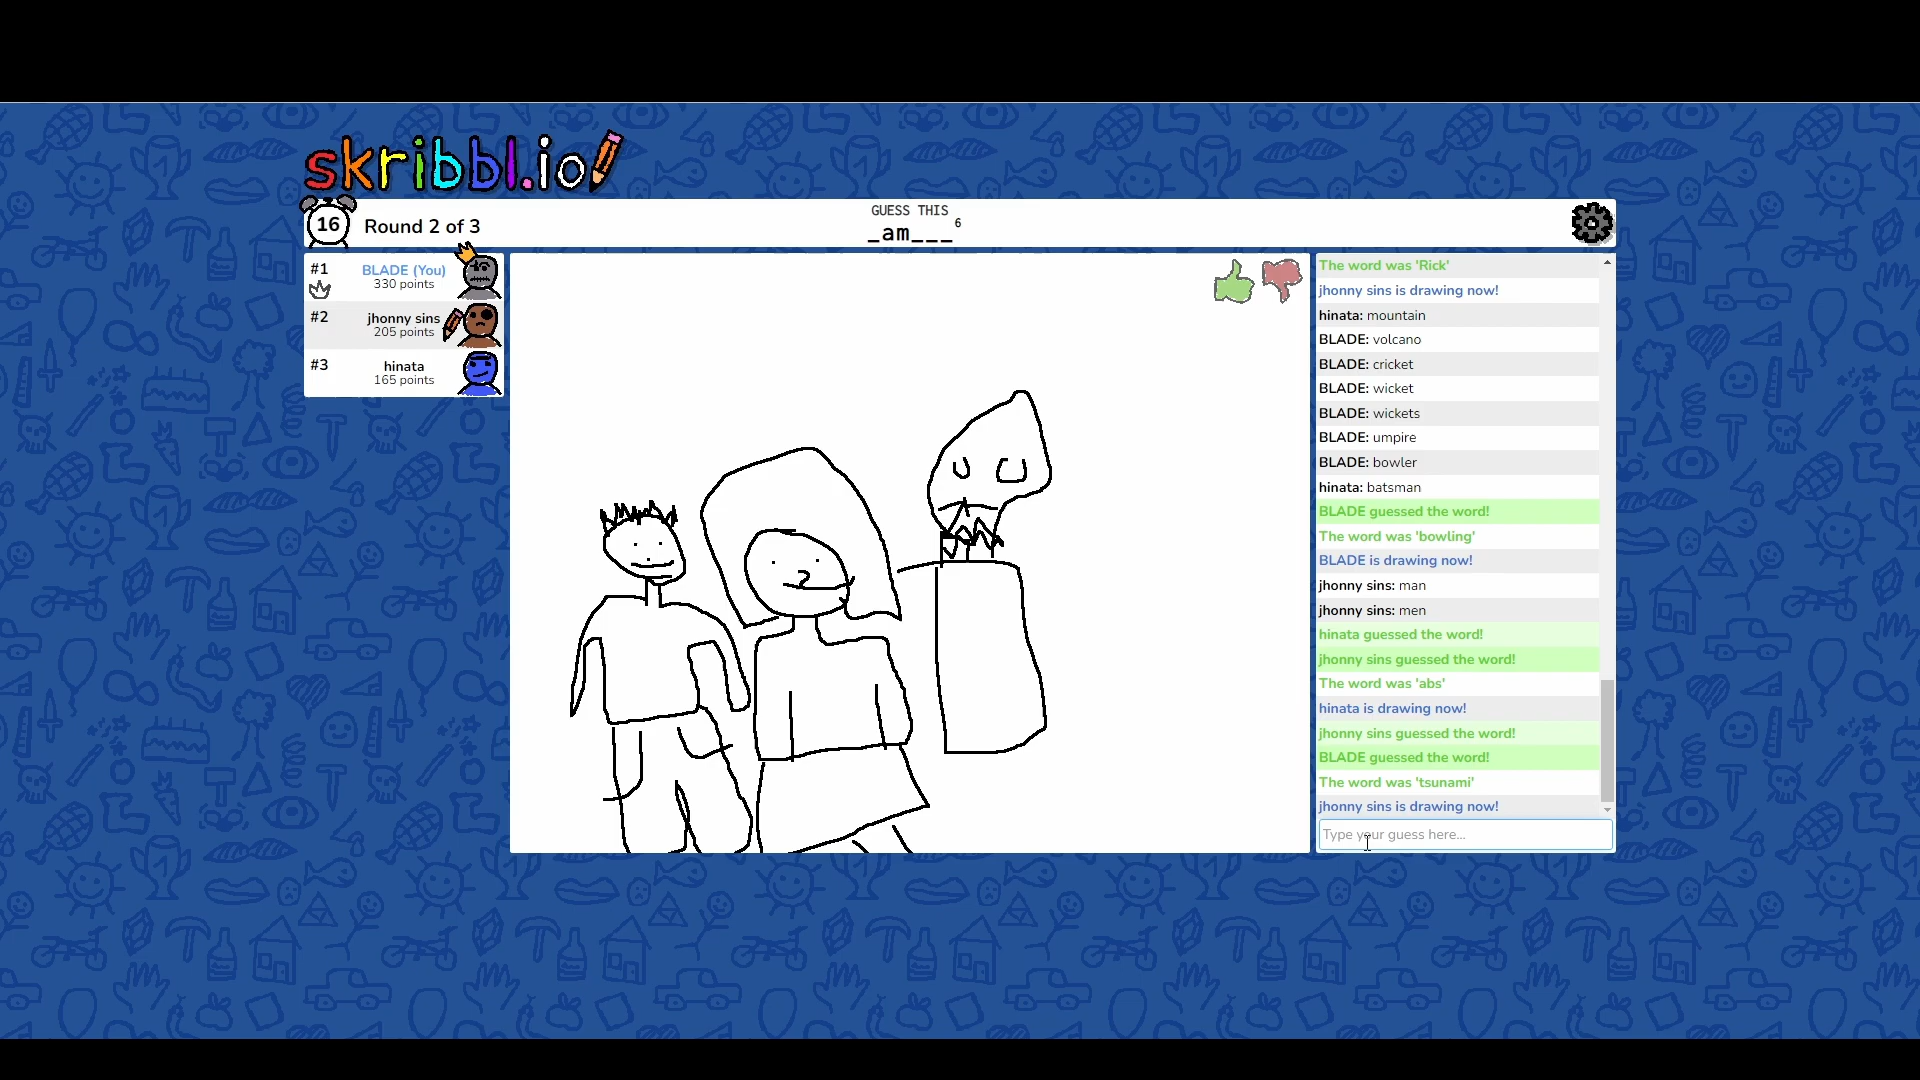 skribbl.io
16
Round 2 of 3
GUESS THIS
_am___ 6
#1
BLADE (You)
330 points
#2
jhonny sins
205 points
#3
hinata
165 points
The word was 'Rick'
jhonny sins is drawing now!
hinata: mountain
BLADE: volcano
BLADE: cricket
BLADE: wicket
BLADE: wickets
BLADE: umpire
BLADE: bowler
hinata: batsman
BLADE guessed the word!
The word was 'bowling'
BLADE is drawing now!
jhonny sins: man
jhonny sins: men
hinata guessed the word!
jhonny sins guessed the word!
The word was 'abs'
hinata is drawing now!
jhonny sins guessed the word!
BLADE guessed the word!
The word was 'tsunami'
jhonny sins is drawing now!
Type your guess here...